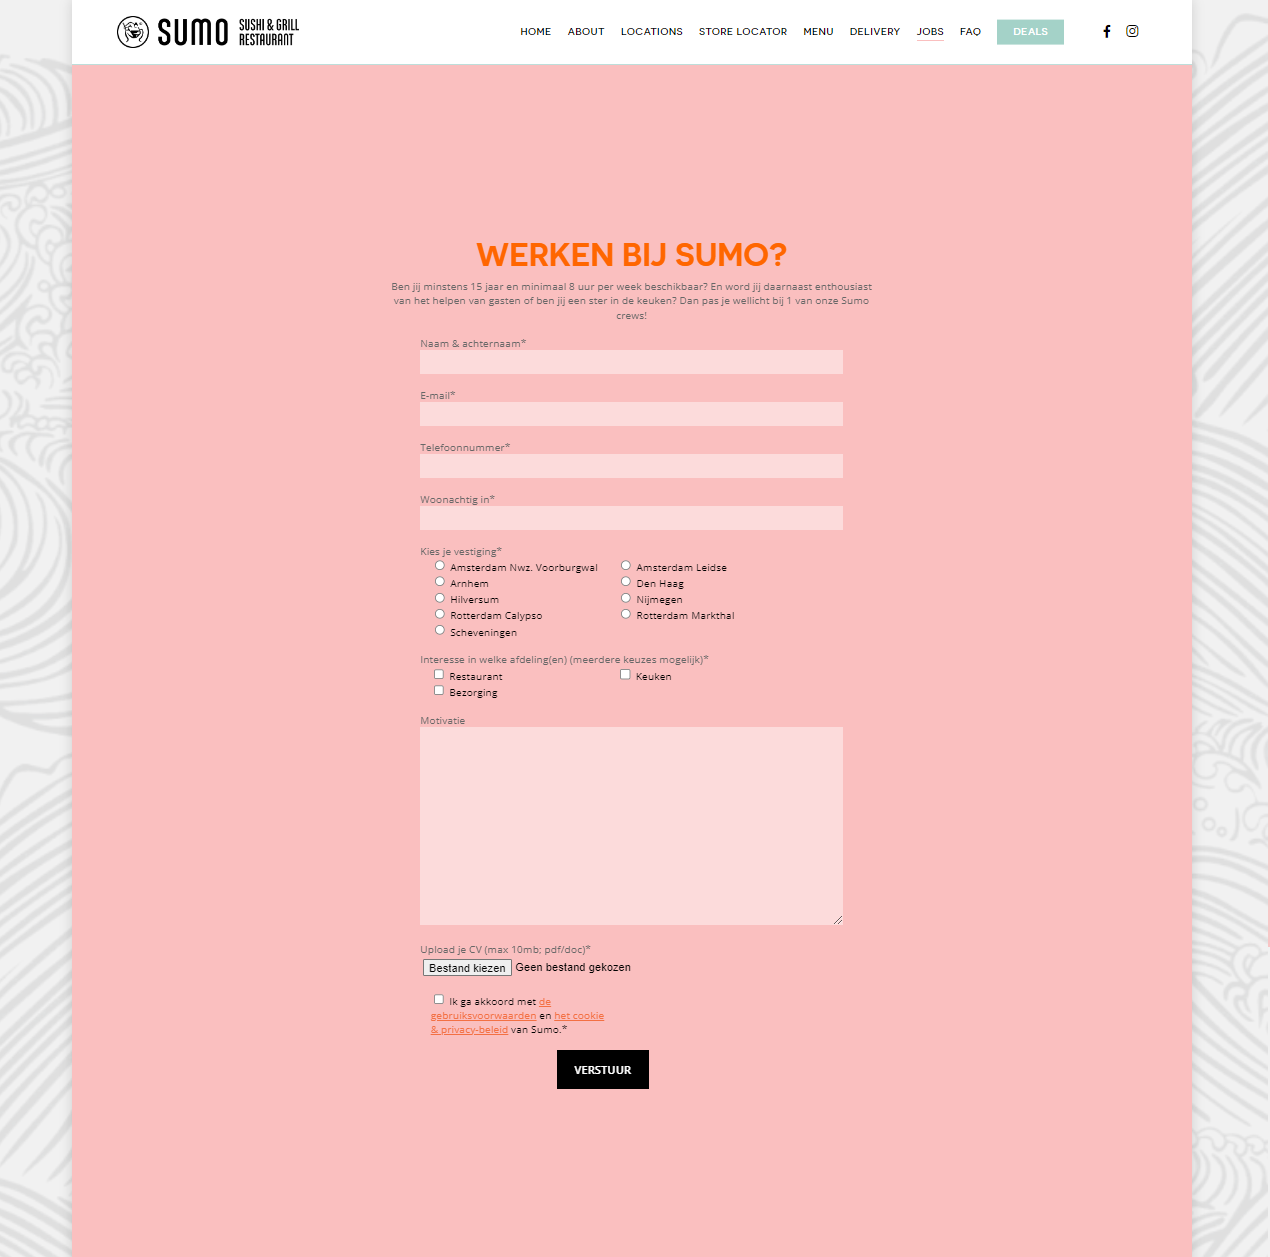 SUMO SUSHI & GRILL RESTAURANT
HOME ABOUT LOCATIONS STORE LOCATOR MENU DELIVERY JOBS FAQ DEALS
WERKEN BIJ SUMO?
Ben jij minstens 15 jaar en minimaal 8 uur per week beschikbaar? En word jij daarnaast enthousiast
van het helpen van gasten of ben jij een ster in de keuken? Dan pas je wellicht bij 1 van onze Sumo
crews!
Naam & achternaam*
E-mail*
Telefoonnummer*
Woonachtig in*
Kies je vestiging*
Amsterdam Nwz. Voorburgwal Amsterdam Leidse
Arnhem Den Haag
Hilversum Nijmegen
Rotterdam Calypso Rotterdam Markthal
Scheveningen
Interesse in welke afdeling(en) (meerdere keuzes mogelijk)*
Restaurant Keuken
Bezorging
Motivatie
Upload je CV (max 10mb; pdf/doc)*
Bestand kiezen Geen bestand gekozen
Ik ga akkoord met de
gebruiksvoorwaarden en het cookie
& privacy-beleid van Sumo.*
VERSTUUR